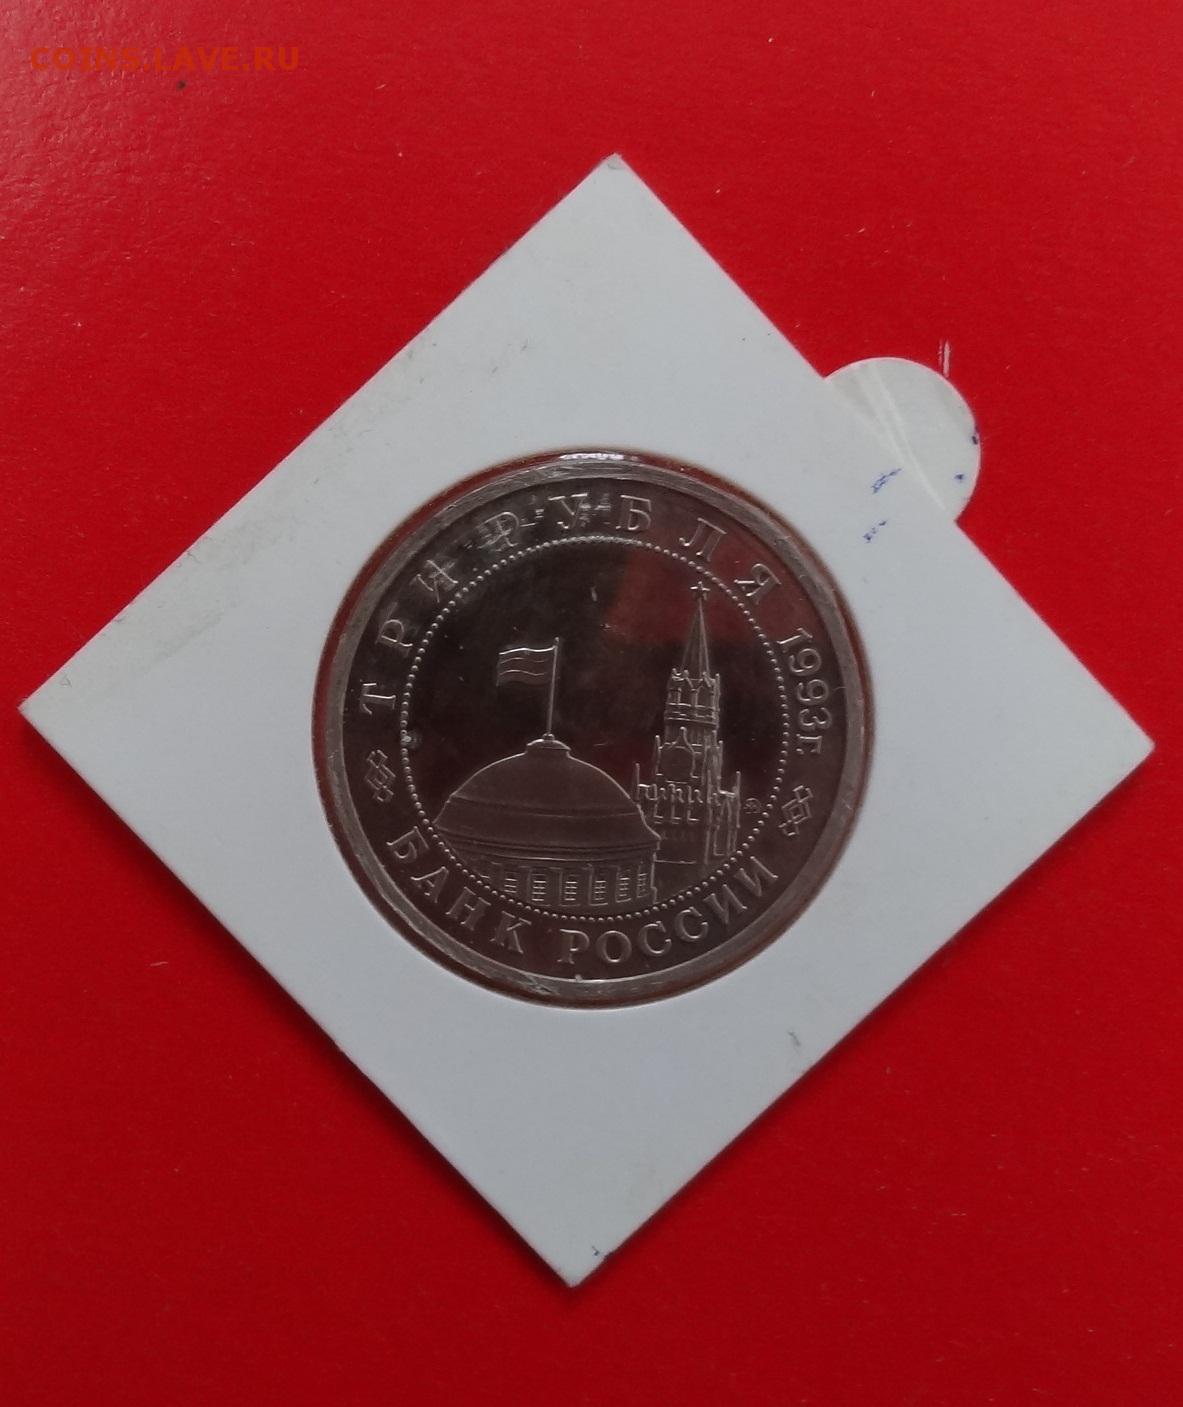 COINS.LAVE.RU
ТРИ РУБЛЯ 1993г.
БАНК РОССИИ